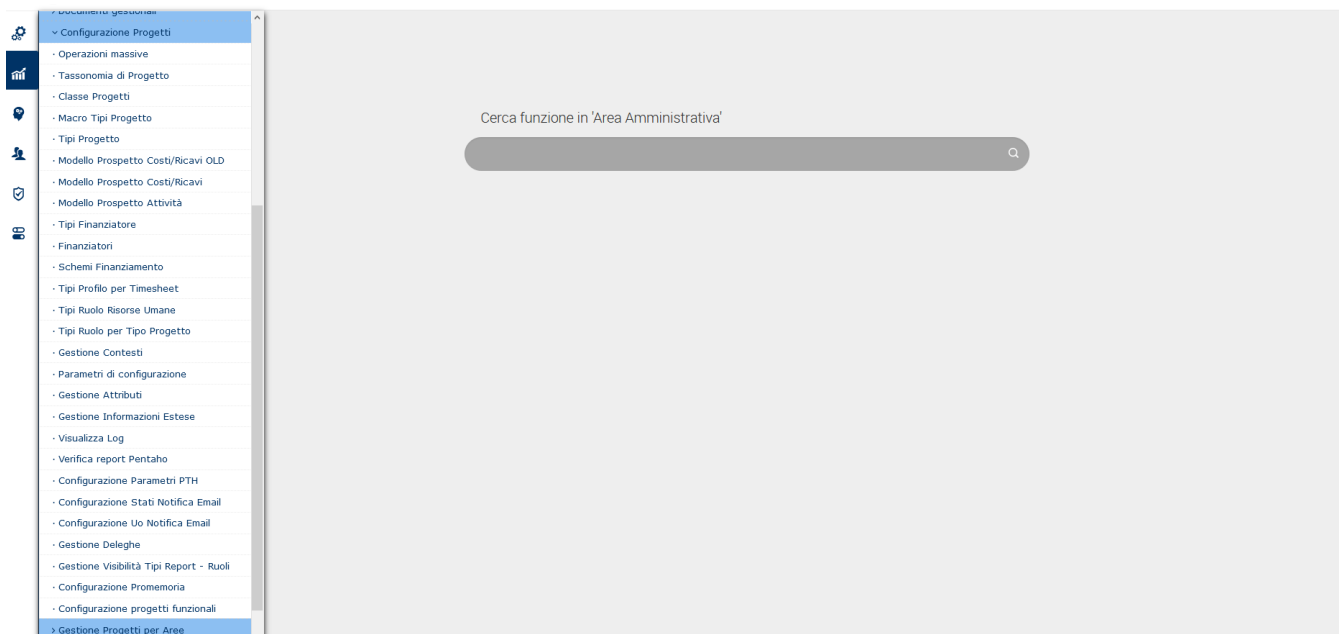 > Documenti gestionali
Configurazione Progetti
· Operazioni massive
· Tassonomia di Progetto
· Classe Progetti
· Macro Tipi Progetto
· Tipi Progetto
· Modello Prospetto Costi/Ricavi OLD
· Modello Prospetto Costi/Ricavi
· Modello Prospetto Attività
· Tipi Finanziatore
· Finanziatori
· Schemi Finanziamento
· Tipi Profilo per Timesheet
· Tipi Ruolo Risorse Umane
· Tipi Ruolo per Tipo Progetto
· Gestione Contesti
· Parametri di configurazione
· Gestione Attributi
· Gestione Informazioni Estese
· Visualizza Log
· Verifica report Pentaho
· Configurazione Parametri PTH
· Configurazione Stati Notifica Email
· Configurazione Uo Notifica Email
· Gestione Deleghe
· Gestione Visibilità Tipi Report - Ruoli
· Configurazione Promemoria
· Configurazione progetti funzionali
> Gestione Progetti per Aree
Cerca funzione in 'Area Amministrativa'